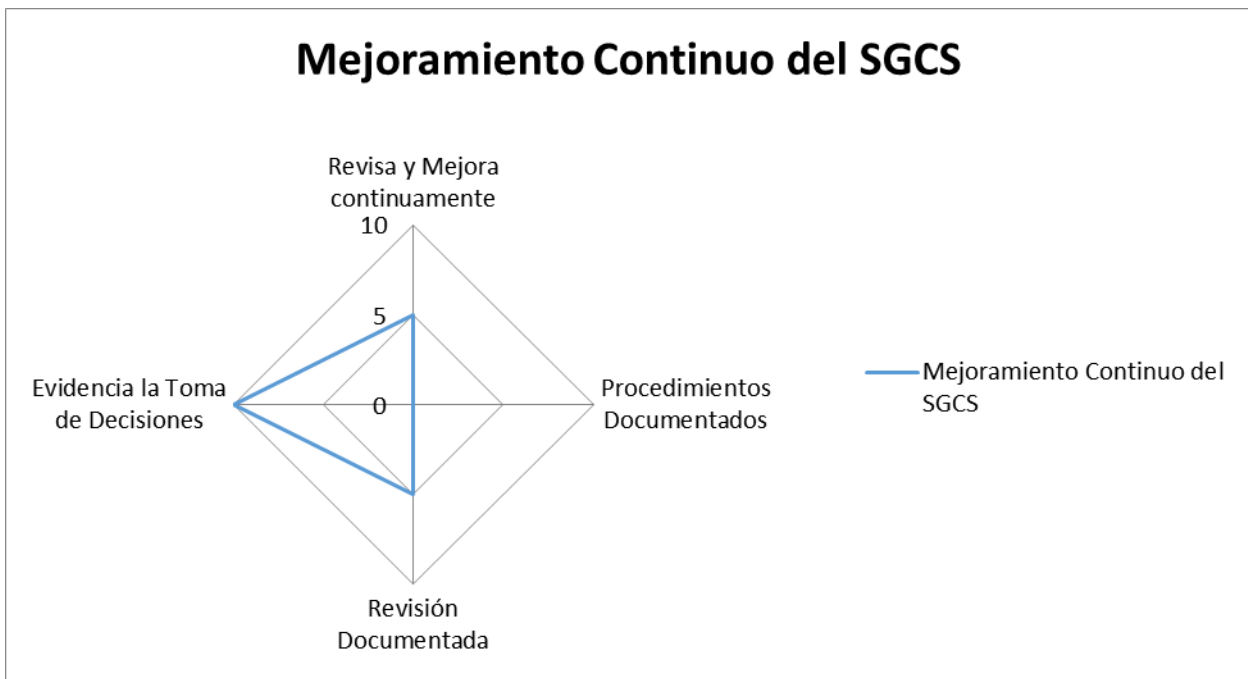 Mejoramiento Continuo del SGCS
Revisa y Mejora
continuamente
10
5
0
Evidencia la Toma
de Decisiones
Procedimientos
Documentados
Revisión
Documentada
Mejoramiento Continuo del
SGCS